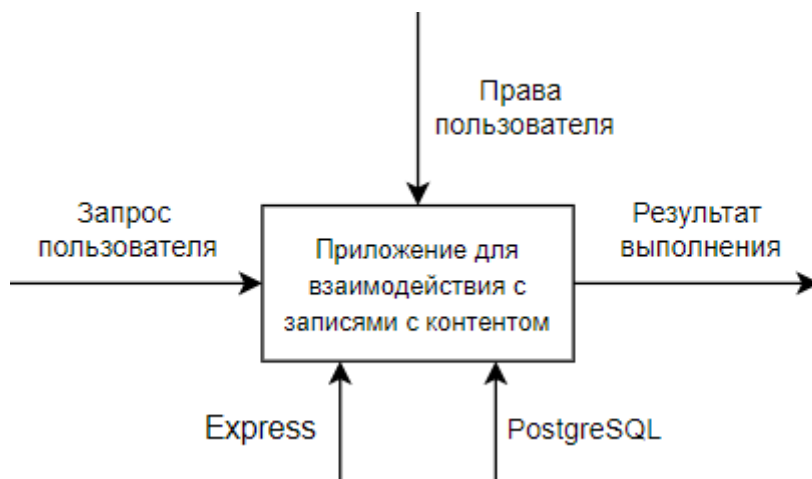 Права
пользователя
Запрос
пользователя
Приложение для
взаимодействия с
записями с контентом
Результат
выполнения
Express
PostgreSQL